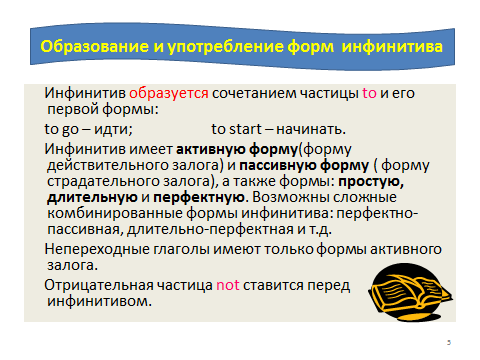 Образование и употребление форм инфинитива
Инфинитив образуется сочетанием частицы to и его
первой формы:
to go – идти; to start – начинать.
Инфинитив имеет активную форму(форму
действительного залога) и пассивную форму ( форму
страдательного залога), а также формы: простую,
длительную и перфектную. Возможны сложные
комбинированные формы инфинитива: перфектно-
пассивная, длительно-перфектная и т.д.
Непереходные глаголы имеют только формы активного
залога.
Отрицательная частица not ставится перед
инфинитивом.
5